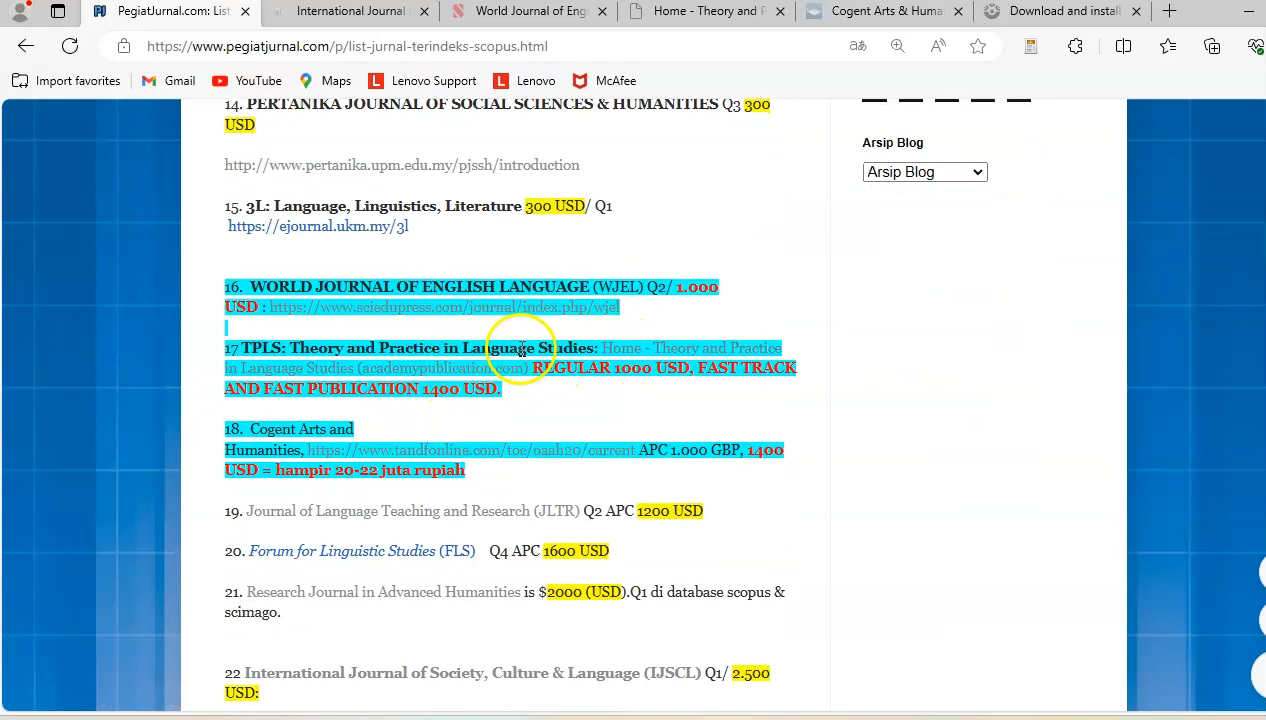 PegiatJurnal.com: List
International Journal
World Journal of Eng
Home - Theory and P
Cogent Arts & Huma
Download and install
https://www.pegiatjurnal.com/p/list-jurnal-terindeks-scopus.html
Import favorites
Gmail
YouTube
Maps
Lenovo Support
Lenovo
McAfee
14. PERTANIKA JOURNAL OF SOCIAL SCIENCES & HUMANITIES Q3 300
USD
http://www.pertanika.upm.edu.my/pjssh/introduction
15. 3L: Language, Linguistics, Literature 300 USD/ Q1
https://ejournal.ukm.my/3l
16. WORLD JOURNAL OF ENGLISH LANGUAGE (WJEL) Q2/ 1.000
USD : https://www.sciedupress.com/journal/index.php/wjel
17 TPLS: Theory and Practice in Language Studies: Home - Theory and Practice
in Language Studies (academypublication.com) REGULAR 1000 USD, FAST TRACK
AND FAST PUBLICATION 1400 USD.
18. Cogent Arts and
Humanities, https://www.tandfonline.com/toc/oaah20/current APC 1.000 GBP, 1400
USD = hampir 20-22 juta rupiah
19. Journal of Language Teaching and Research (JLTR) Q2 APC 1200 USD
20. Forum for Linguistic Studies (FLS) Q4 APC 1600 USD
21. Research Journal in Advanced Humanities is $2000 (USD).Q1 di database scopus &
scimago.
22 International Journal of Society, Culture & Language (IJSCL) Q1/ 2.500
USD:
Arsip Blog
Arsip Blog